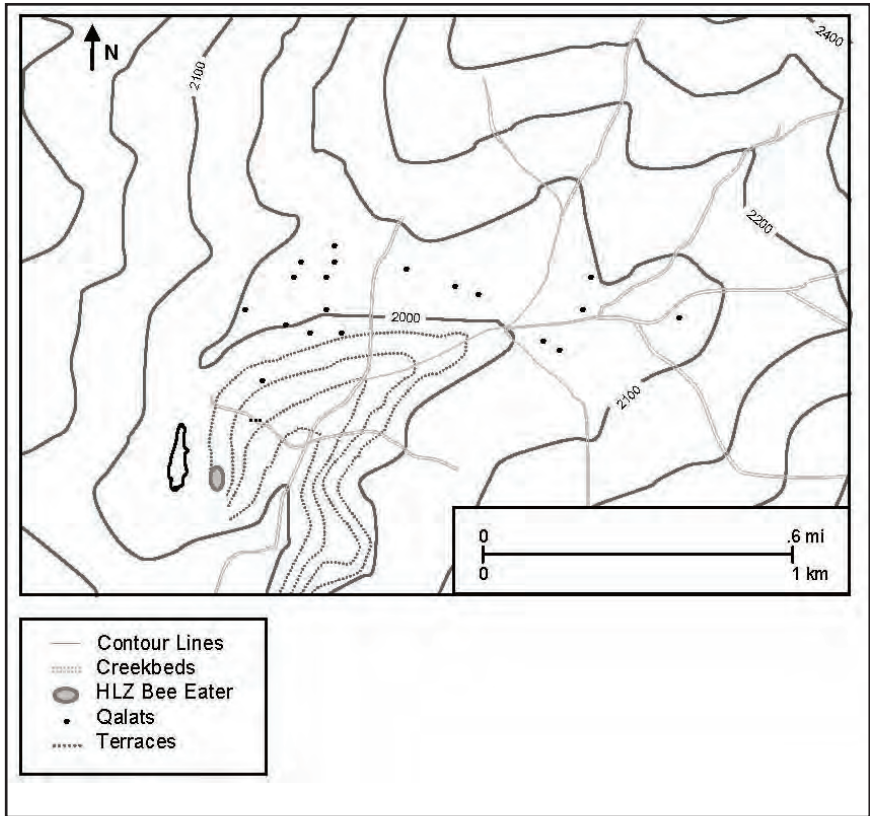 N
2400
2100
2200
2000
2100
0 .6 mi
0 1 km
Contour Lines
Creekbeds
HLZ Bee Eater
Qalats
Terraces